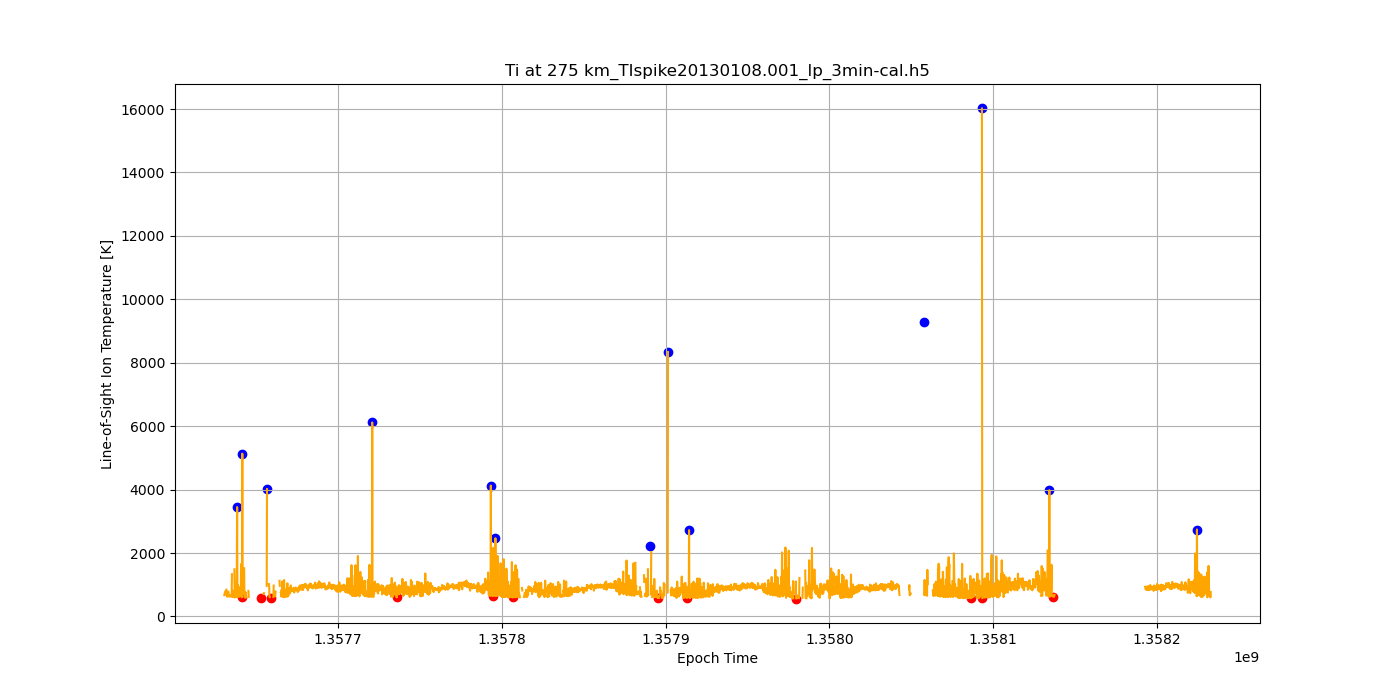 Ti at 275 km_TIspike20130108.001_lp_3min-cal.h5
Line-of-Sight Ion Temperature [K]
16000
14000
12000
10000
8000
6000
4000
2000
0
1.3577 1.3578 1.3579 1.3580 1.3581 1.3582
1e9
Epoch Time